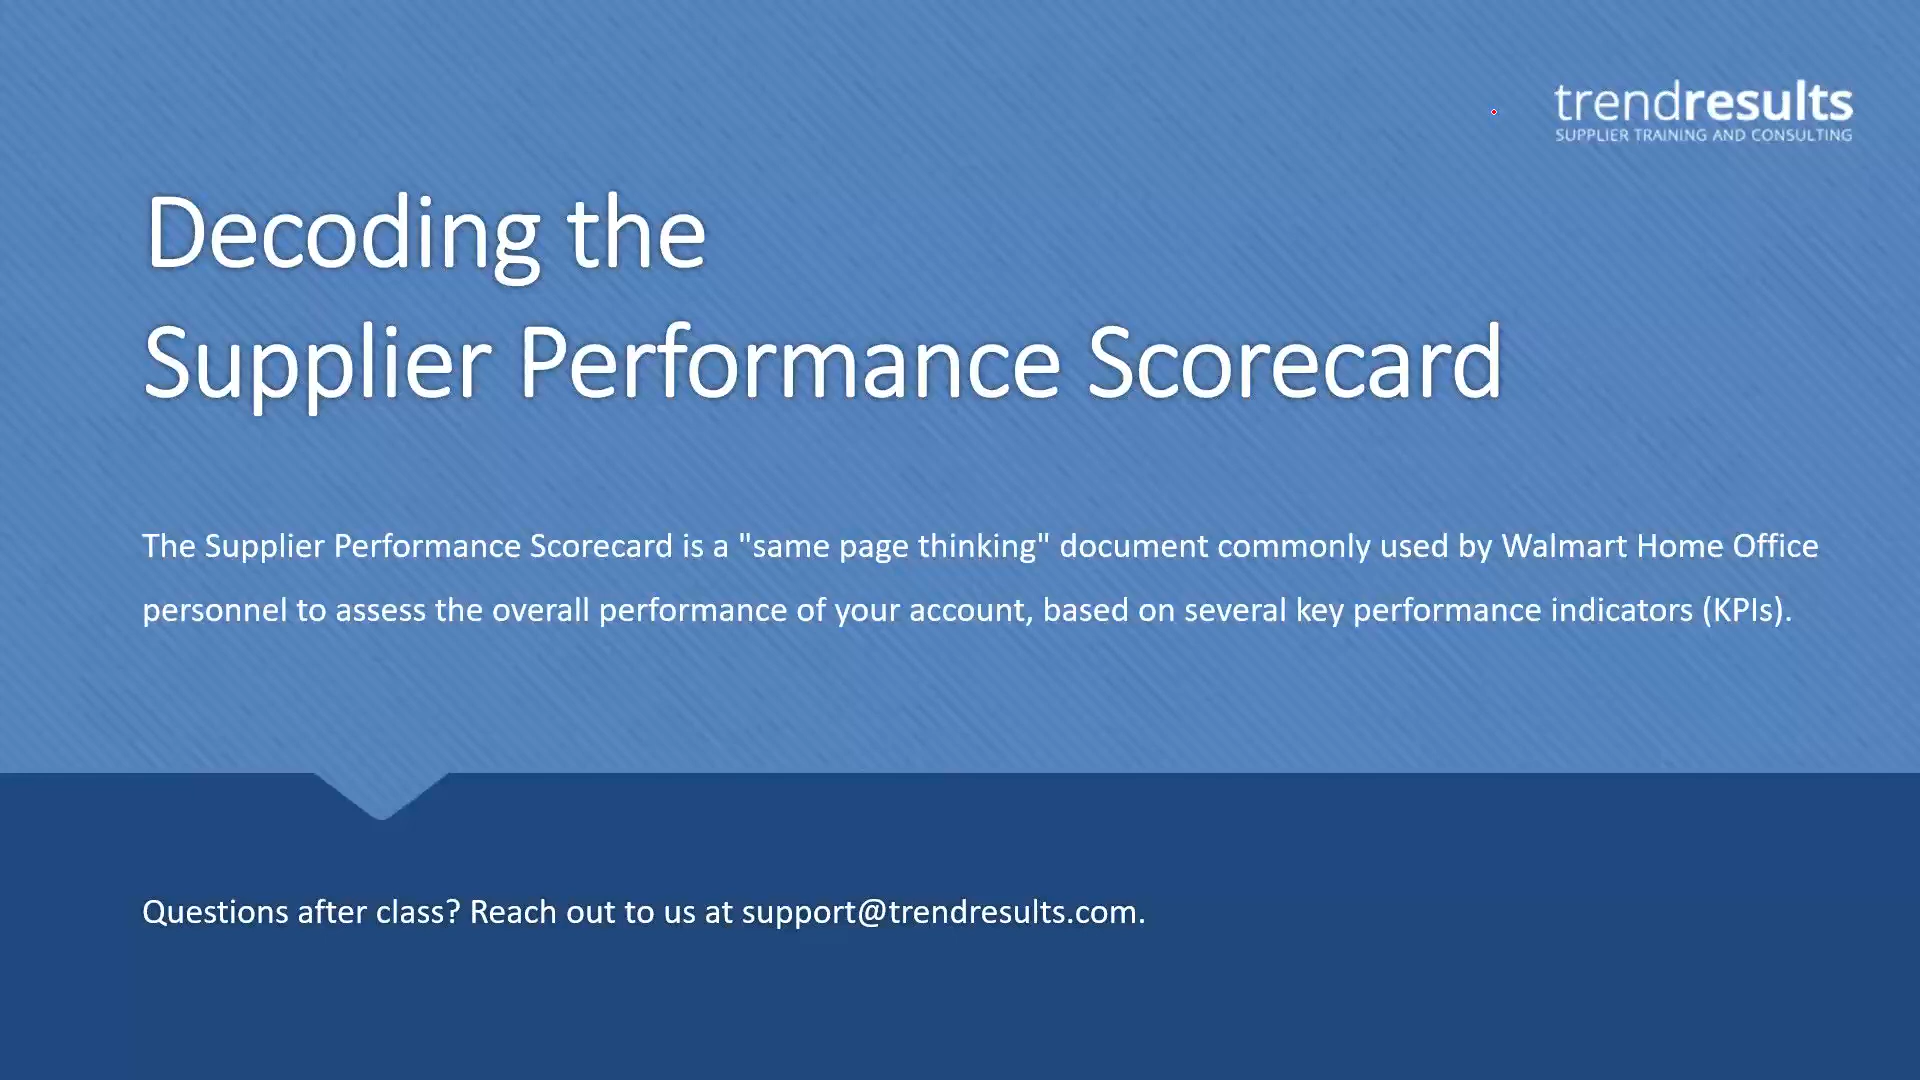 trendresults
SUPPLIER TRAINING AND CONSULTING
Decoding the
Supplier Performance Scorecard
The Supplier Performance Scorecard is a "same page thinking" document commonly used by Walmart Home Office
personnel to assess the overall performance of your account, based on several key performance indicators (KPIs).
Questions after class? Reach out to us at support@trendresults.com.